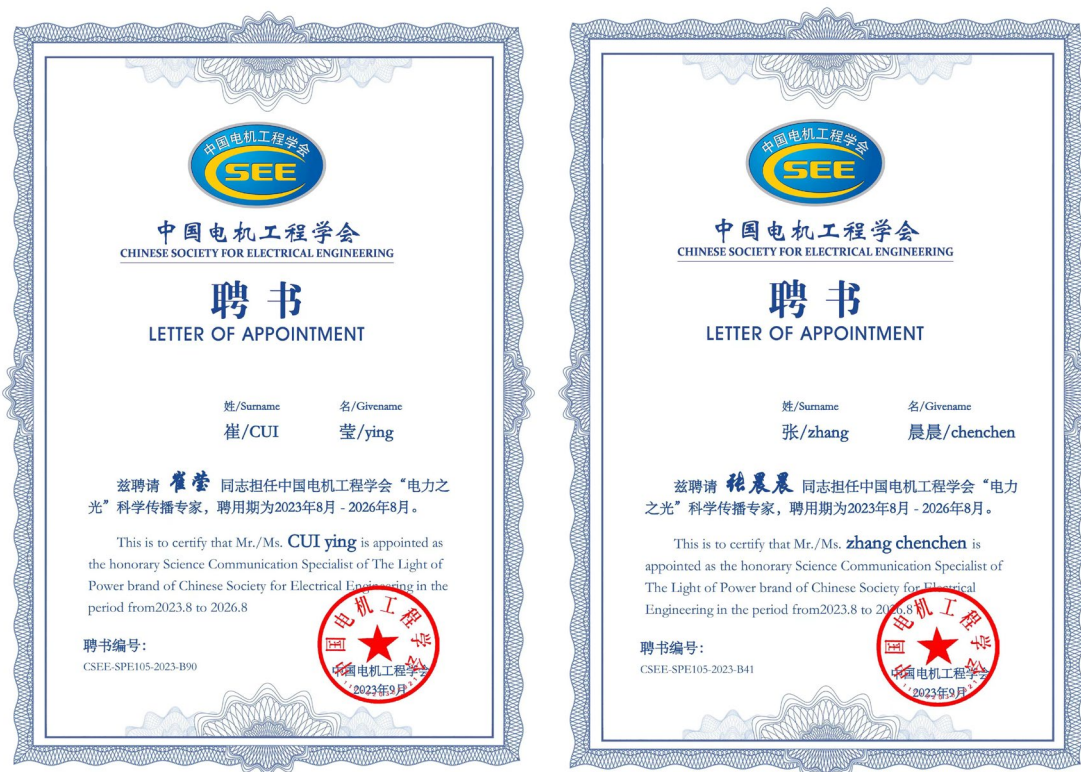 中国电机工程学会
CSEE
中国电机工程学会
CHINESE SOCIETY FOR ELECTRICAL ENGINEERING
聘书
LETTER OF APPOINTMENT
姓/Surname 名/Givename
崔/CUI 莹/ying
兹聘请 崔莹 同志担任中国电机工程学会“电力之
光”科学传播专家，聘用期为2023年8月 - 2026年8月。
This is to certify that Mr./Ms. CUI ying is appointed as
the honorary Science Communication Specialist of The Light of
Power brand of Chinese Society for Electrical Engineering in the
period from2023.8 to 2026.8
聘书编号：
CSEE-SPE105-2023-B90
中国电机工程学会
中国电机工程学会
2023年9月
中国电机工程学会
CSEE
中国电机工程学会
CHINESE SOCIETY FOR ELECTRICAL ENGINEERING
聘书
LETTER OF APPOINTMENT
姓/Surname 名/Givename
张/zhang 晨晨/chenchen
兹聘请 张晨晨 同志担任中国电机工程学会“电力
之光”科学传播专家，聘用期为2023年8月 - 2026年8月。
This is to certify that Mr./Ms. zhang chenchen is
appointed as the honorary Science Communication Specialist of
The Light of Power brand of Chinese Society for Electrical
Engineering in the period from2023.8 to 2026.8
聘书编号：
CSEE-SPE105-2023-B41
中国电机工程学会
中国电机工程学会
2023年9月